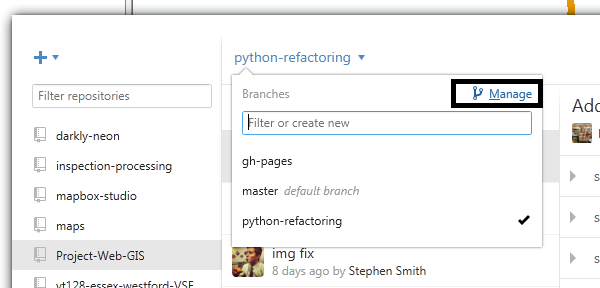 python-refactoring
Filter repositories
darkly-neon
inspection-processing
mapbox-studio
maps
Project-Web-GIS
vt128-essex-westford-VSF
Branches
Manage
Filter or create new
gh-pages
master default branch
python-refactoring
img fix
8 days ago by Stephen Smith
Add
s
s
s